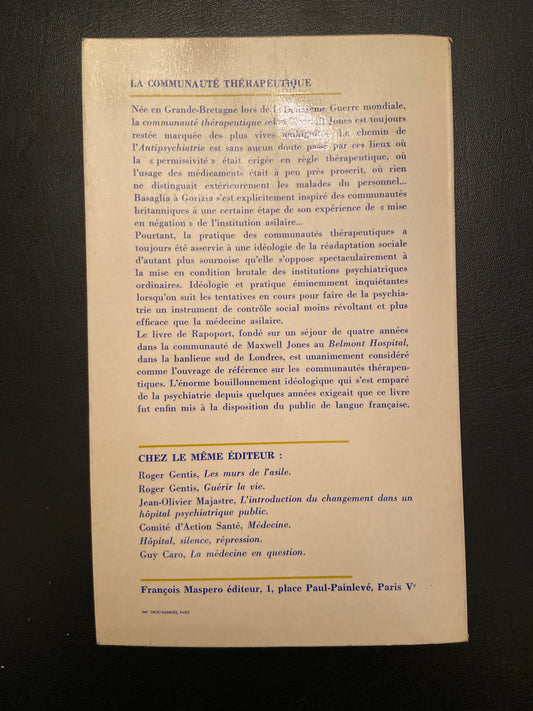 LA COMMUNAUTÉ THÉRAPEUTIQUE
Née en Grande-Bretagne lors de la Deuxième Guerre mondiale,
la communauté thérapeutique selon Maxwell Jones est toujours
restée marquée des plus vives ambiguïtés. Le chemin de
l'Antipsychiatrie est sans aucun doute passé par ces lieux où
la « permissivité » était érigée en règle thérapeutique, où
l'usage des médicaments était à peu près proscrit, où rien
ne distinguait extérieurement les malades du personnel...
Basaglia à Gorizia s'est explicitement inspiré des communautés
britanniques à une certaine étape de son expérience de « mise
en négation » de l'institution asilaire...
Pourtant, la pratique des communautés thérapeutiques a
toujours été asservie à une idéologie de la réadaptation sociale
d'autant plus sournoise qu'elle s'oppose spectaculairement à
la mise en condition brutale des institutions psychiatriques
ordinaires. Idéologie et pratique éminemment inquiétantes
lorsqu'on suit les tentatives en cours pour faire de la psychia-
trie un instrument de contrôle social moins révoltant et plus
efficace que la médecine asilaire.
Le livre de Rapoport, fondé sur un séjour de quatre années
dans la communauté de Maxwell Jones au Belmont Hospital,
dans la banlieue sud de Londres, est unanimement considéré
comme l'ouvrage de référence sur les communautés thérapeu-
tiques. L'énorme bouillonnement idéologique qui s'est emparé
de la psychiatrie depuis quelques années exigeait que ce livre
fut enfin mis à la disposition du public de langue française.
CHEZ LE MÊME ÉDITEUR :
Roger Gentis, Les murs de l'asile.
Roger Gentis, Guérir la vie.
Jean-Olivier Majastre, L'introduction du changement dans un
hôpital psychiatrique public.
Comité d'Action Santé, Médecine.
Hôpital, silence, répression.
Guy Caro, La médecine en question.
François Maspero éditeur, 1, place Paul-Painlevé, Paris Vᵉ
PARIS